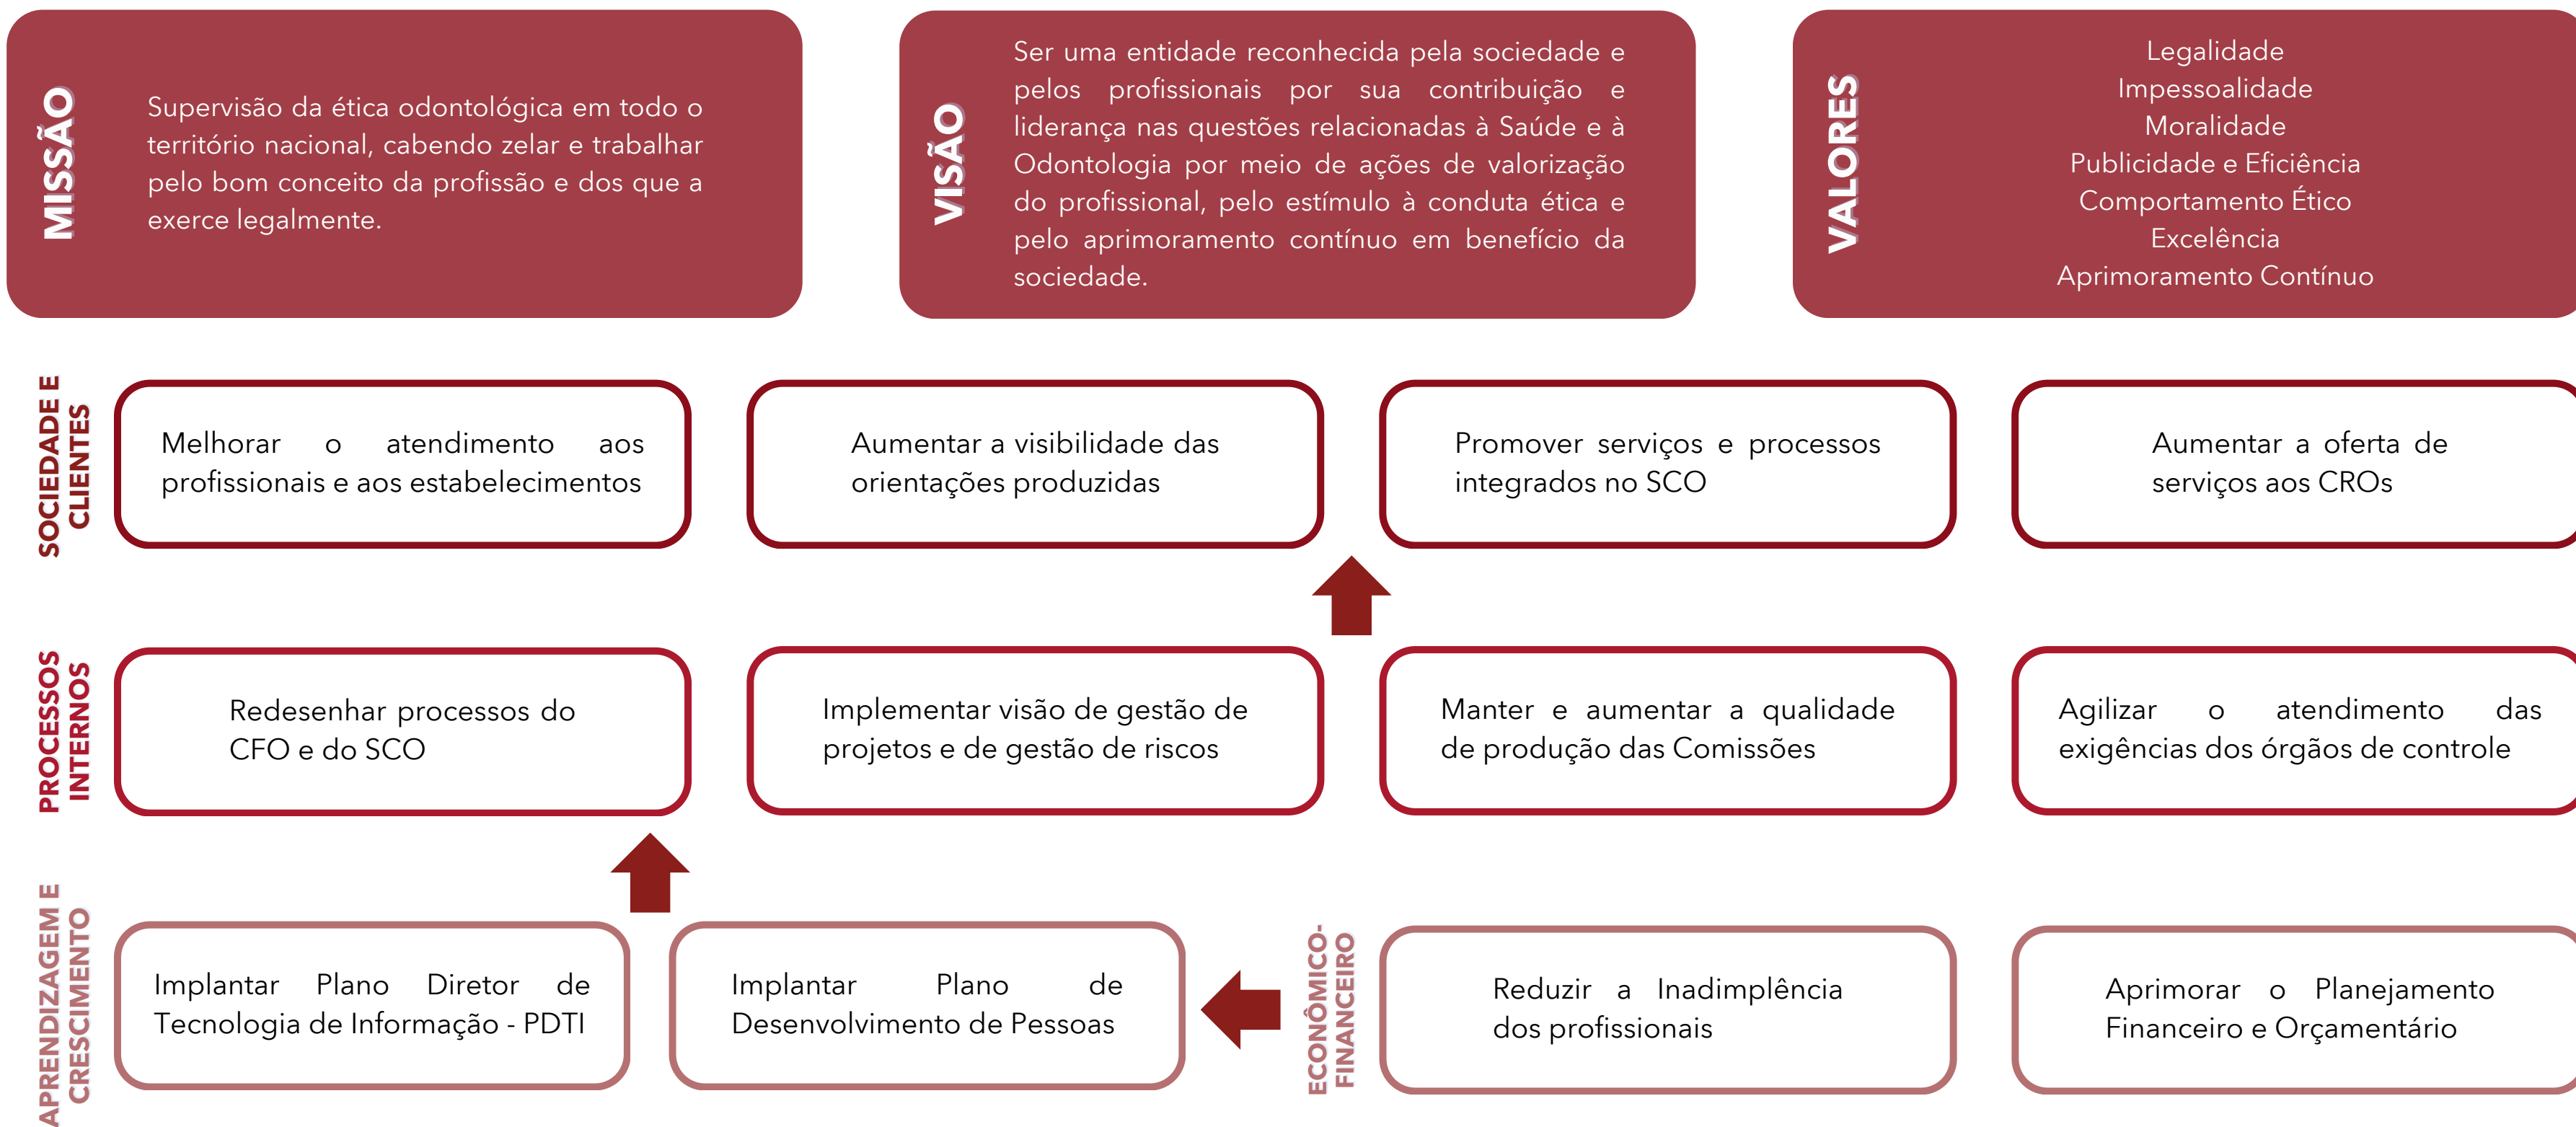 MISSÃO
Supervisão da ética odontológica em todo o
território nacional, cabendo zelar e trabalhar
pelo bom conceito da profissão e dos que a
exerce legalmente.
VISÃO
Ser uma entidade reconhecida pela sociedade e
pelos profissionais por sua contribuição e
liderança nas questões relacionadas à Saúde e à
Odontologia por meio de ações de valorização
do profissional, pelo estímulo à conduta ética e
pelo aprimoramento contínuo em benefício da
sociedade.
VALORES
Legalidade
Impessoalidade
Moralidade
Publicidade e Eficiência
Comportamento Ético
Excelência
Aprimoramento Contínuo
SOCIEDADE E
CLIENTES
Melhorar o atendimento aos
profissionais e aos estabelecimentos
Aumentar a visibilidade das
orientações produzidas
Promover serviços e processos
integrados no SCO
Aumentar a oferta de
serviços aos CROs
PROCESSOS
INTERNOS
Redesenhar processos do
CFO e do SCO
Implementar visão de gestão de
projetos e de gestão de riscos
Manter e aumentar a qualidade
de produção das Comissões
Agilizar o atendimento das
exigências dos órgãos de controle
APRENDIZAGEM E
CRESCIMENTO
Implantar Plano Diretor de
Tecnologia de Informação - PDTI
Implantar Plano de
Desenvolvimento de Pessoas
ECONÔMICO-
FINANCEIRO
Reduzir a Inadimplência
dos profissionais
Aprimorar o Planejamento
Financeiro e Orçamentário